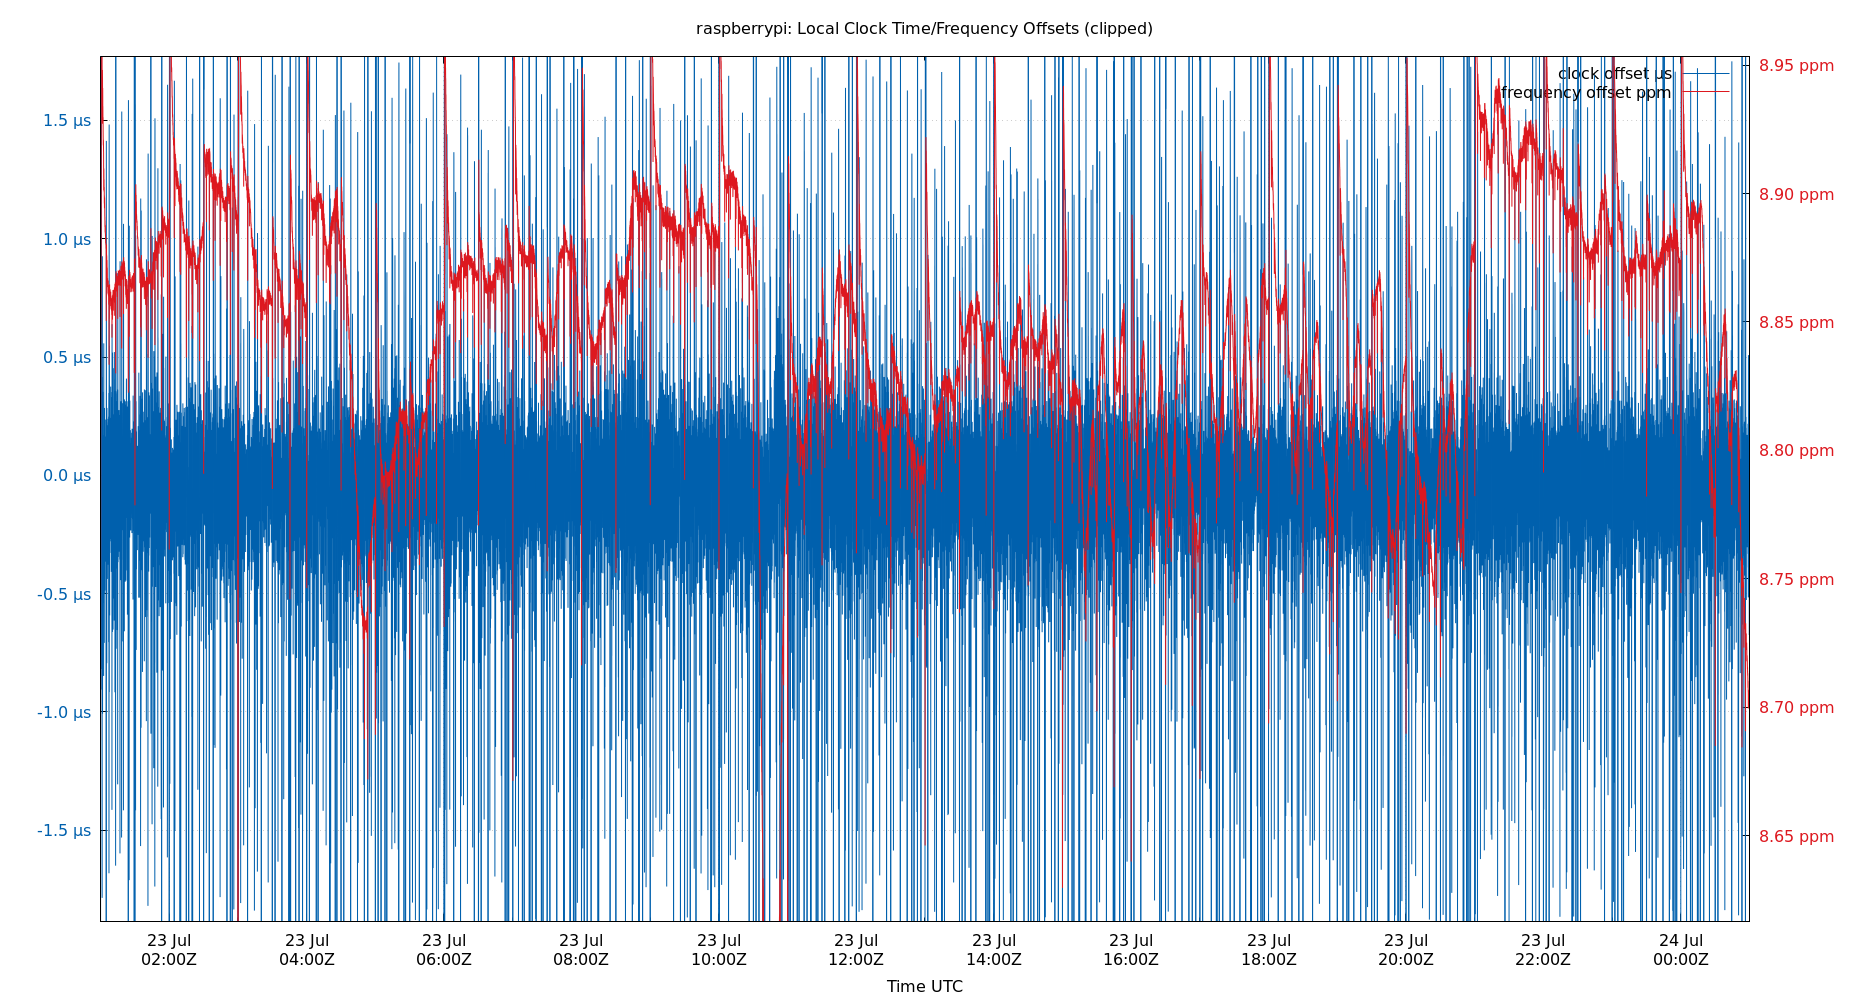 raspberrypi: Local Clock Time/Frequency Offsets (clipped)
clock offset µs
frequency offset ppm
1.5 µs
1.0 µs
0.5 µs
0.0 µs
-0.5 µs
-1.0 µs
-1.5 µs
8.95 ppm
8.90 ppm
8.85 ppm
8.80 ppm
8.75 ppm
8.70 ppm
8.65 ppm
23 Jul 23 Jul 23 Jul 23 Jul 23 Jul 23 Jul 23 Jul 23 Jul 23 Jul 23 Jul 23 Jul 24 Jul
02:00Z 04:00Z 06:00Z 08:00Z 10:00Z 12:00Z 14:00Z 16:00Z 18:00Z 20:00Z 22:00Z 00:00Z
Time UTC